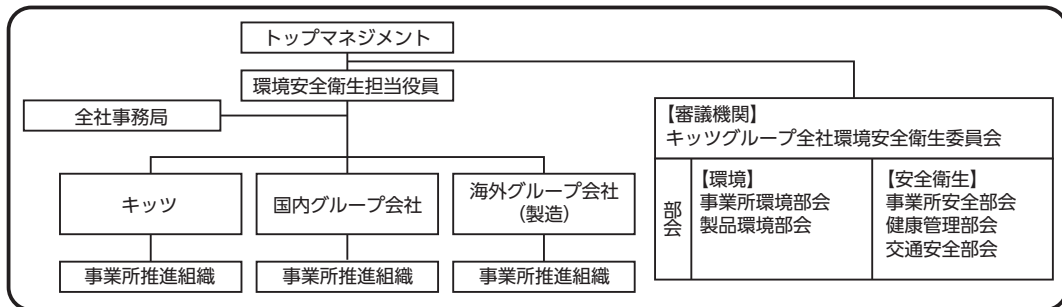 トップマネジメント
環境安全衛生担当役員
全社事務局
キッツ
国内グループ会社
海外グループ会社
(製造)
事業所推進組織
事業所推進組織
事業所推進組織
【審議機関】
キッツグループ全社環境安全衛生委員会
部会
【環境】
事業所環境部会
製品環境部会
【安全衛生】
事業所安全部会
健康管理部会
交通安全部会